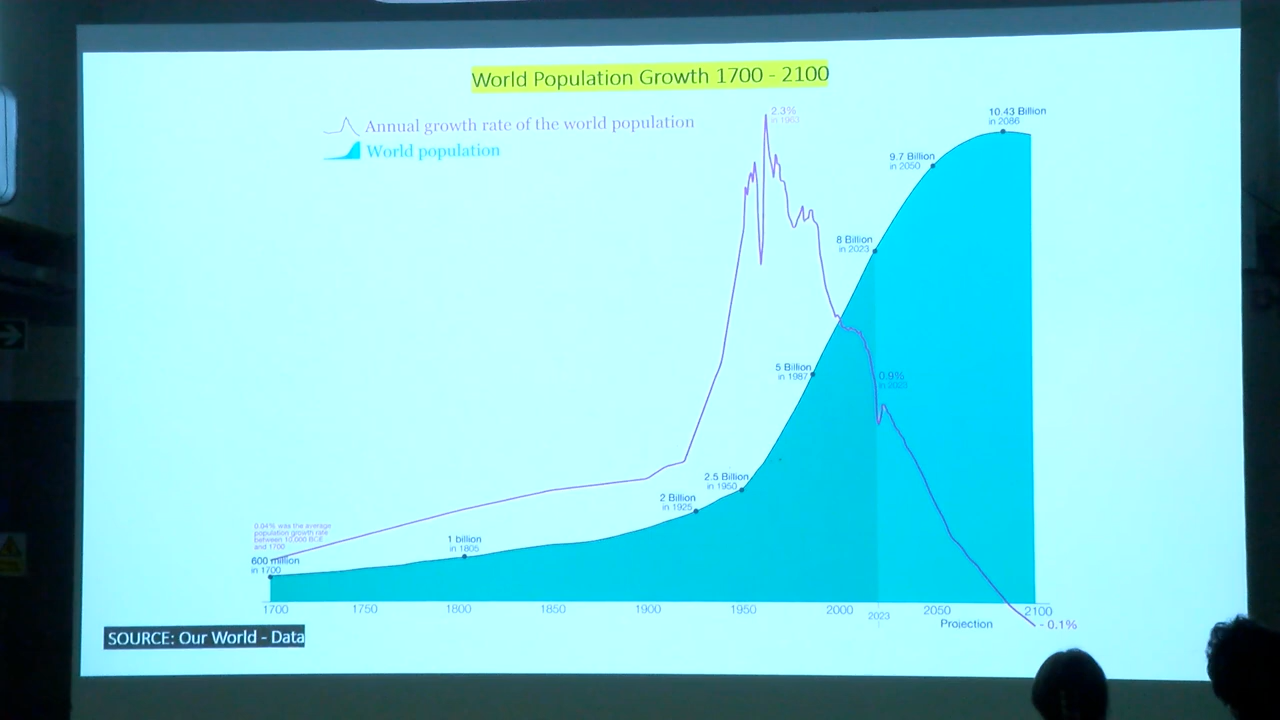 World Population Growth 1700 - 2100
Annual growth rate of the world population
World population
2.3%
in 1963
10.43 Billion
in 2086
9.7 Billion
in 2050
8 Billion
in 2023
5 Billion
in 1987
0.9%
in 2023
2.5 Billion
in 1950
2 Billion
in 1925
1 billion
in 1805
0.04% was the average
population growth rate
between 10,000 BCE
and 1700
600 million
in 1700
1700 1750 1800 1850 1900 1950 2000 2023 2050 2100
Projection
- 0.1%
SOURCE: Our World - Data